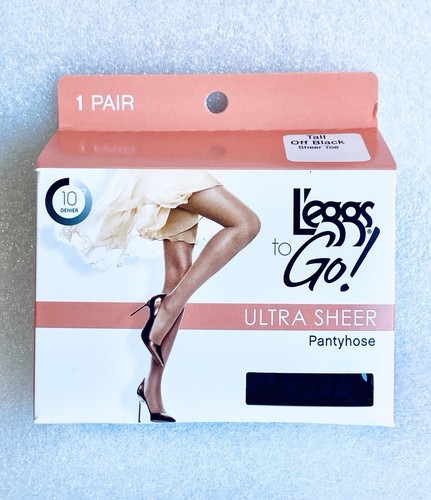 1 PAIR
Tall
Off Black
Sheer Toe
10
DENIER
L'eggs®
to Go!
ULTRA SHEER
Pantyhose